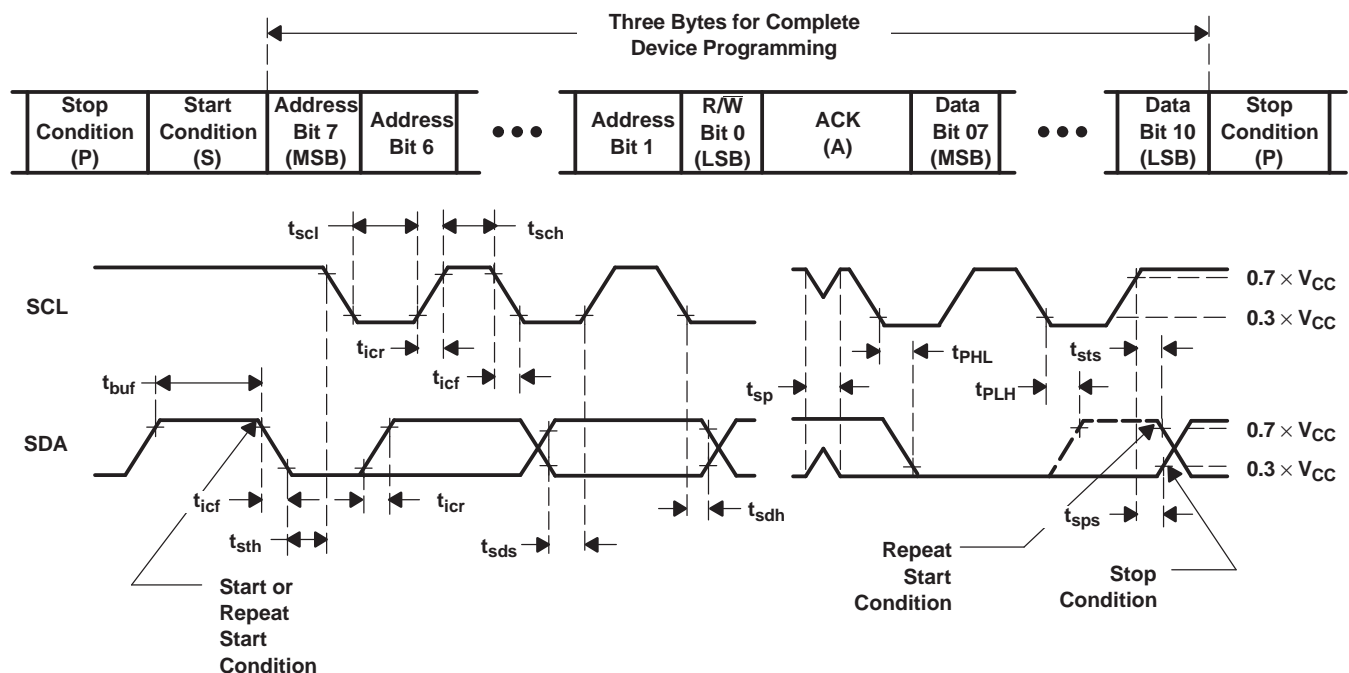 Three Bytes for Complete
Device Programming
Stop
Condition
(P)
Start
Condition
(S)
Address
Bit 7
(MSB)
Address
Bit 6
•••
Address
Bit 1
R/W̅
Bit 0
(LSB)
ACK
(A)
Data
Bit 07
(MSB)
•••
Data
Bit 10
(LSB)
Stop
Condition
(P)
tscl
tsch
SCL
0.7 × VCC
0.3 × VCC
ticr
ticf
tPHL
tsts
tbuf
tsp
tPLH
SDA
0.7 × VCC
0.3 × VCC
ticf
ticr
tsth
tsds
tsdh
tsps
Start or
Repeat
Start
Condition
Repeat
Start
Condition
Stop
Condition